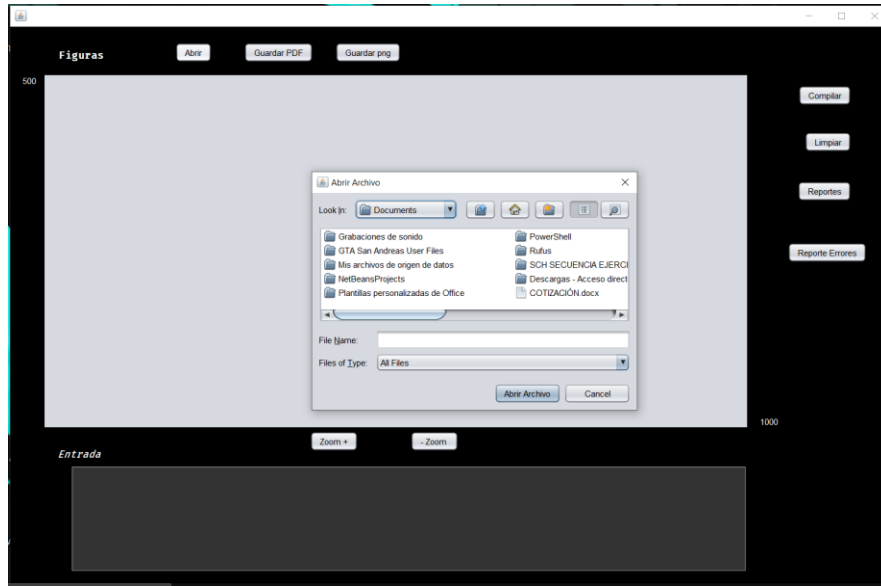 Figuras Abrir Guardar PDF Guardar png
500
Compilar
Limpiar
Reportes
Reporte Errores
Abrir Archivo
Look In: Documents
Grabaciones de sonido
GTA San Andreas User Files
Mis archivos de origen de datos
NetBeansProjects
Plantillas personalizadas de Office
PowerShell
Rufus
SCH SECUENCIA EJERCI
Descargas - Acceso direct
COTIZACIÓN.docx
File Name:
Files of Type: All Files
Abrir Archivo Cancel
1000
Zoom + - Zoom
Entrada